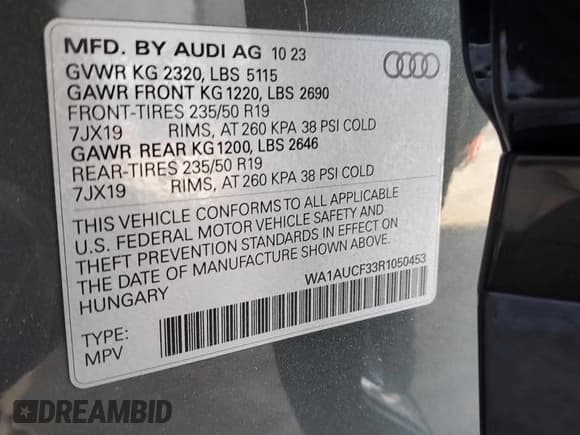 MFD. BY AUDI AG 10 23
GVWR KG 2320, LBS 5115
GAWR FRONT KG 1220, LBS 2690
FRONT-TIRES 235/50 R19
7JX19 RIMS, AT 260 KPA 38 PSI COLD
GAWR REAR KG1200, LBS 2646
REAR-TIRES 235/50 R19
7JX19 RIMS, AT 260 KPA 38 PSI COLD
THIS VEHICLE CONFORMS TO ALL APPLICABLE
U.S. FEDERAL MOTOR VEHICLE SAFETY AND
THEFT PREVENTION STANDARDS IN EFFECT ON
THE DATE OF MANUFACTURE SHOWN ABOVE.
HUNGARY
WA1AUCF33R1050453
TYPE:
MPV
DREAMBID